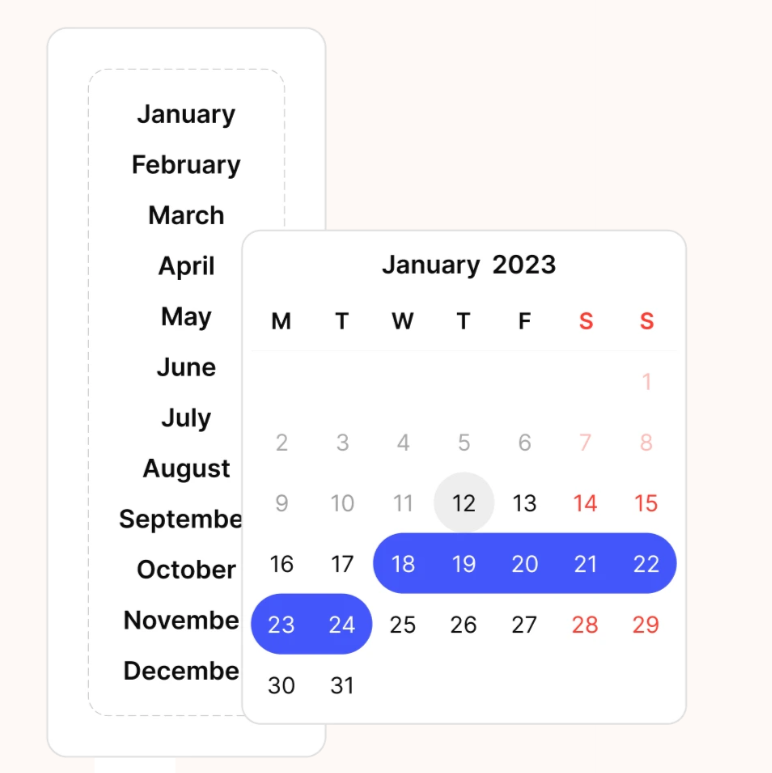 January
February
March
April
May
June
July
August
Septembe
October
Novembe
Decembe
January 2023
M T W T F S S
1
2 3 4 5 6 7 8
9 10 11 12 13 14 15
16 17 18 19 20 21 22
23 24 25 26 27 28 29
30 31